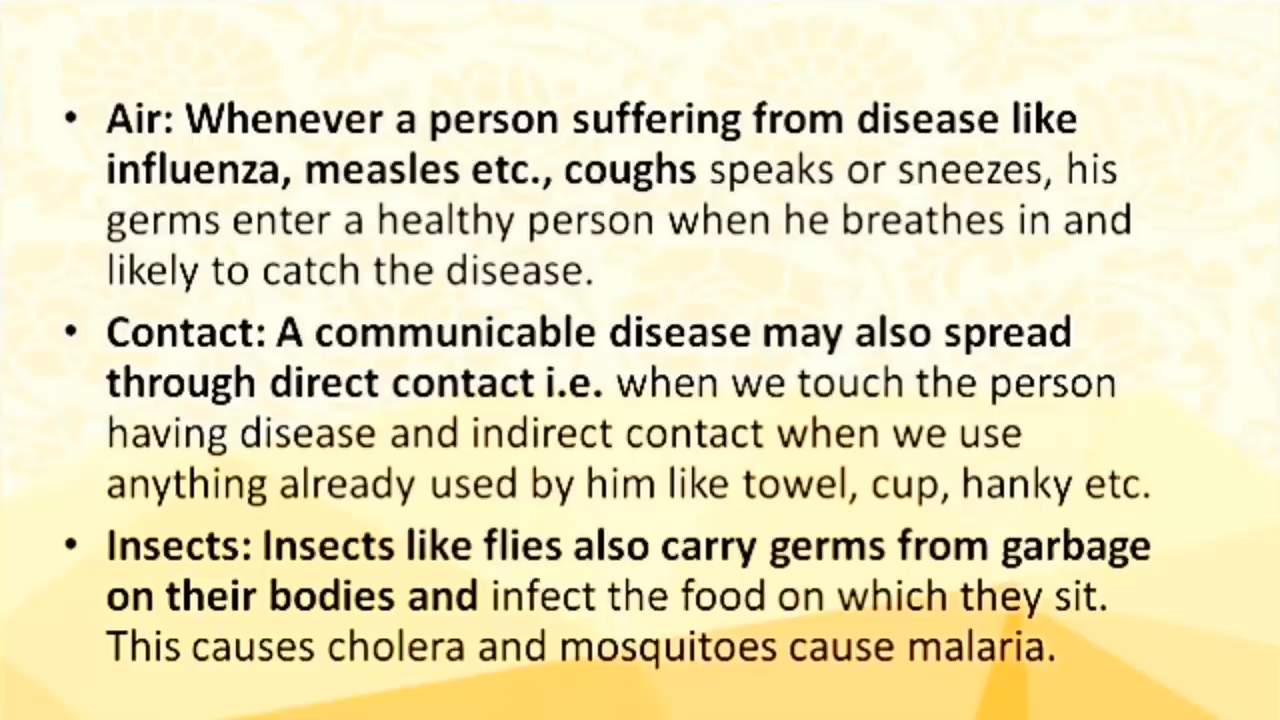 • Air: Whenever a person suffering from disease like
influenza, measles etc., coughs speaks or sneezes, his
germs enter a healthy person when he breathes in and
likely to catch the disease.
• Contact: A communicable disease may also spread
through direct contact i.e. when we touch the person
having disease and indirect contact when we use
anything already used by him like towel, cup, hanky etc.
• Insects: Insects like flies also carry germs from garbage
on their bodies and infect the food on which they sit.
This causes cholera and mosquitoes cause malaria.